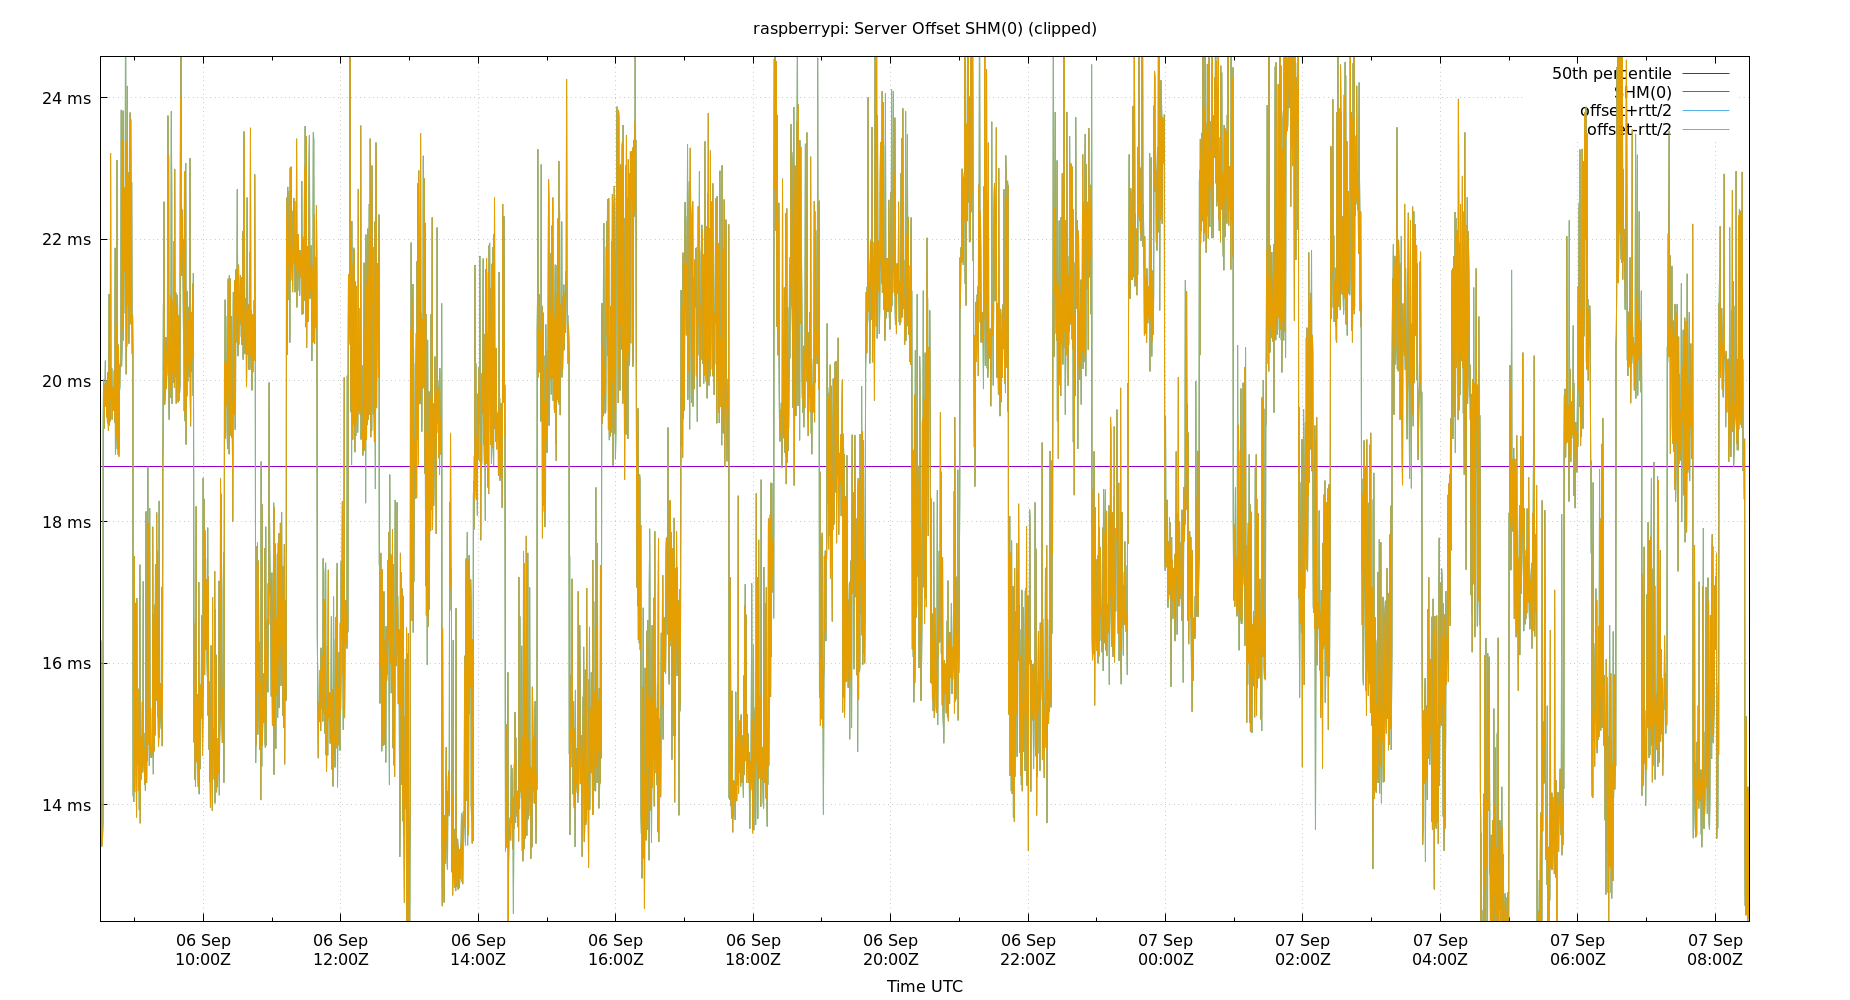 raspberrypi: Server Offset SHM(0) (clipped)
50th percentile
SHM(0)
offset+rtt/2
offset-rtt/2
24 ms
22 ms
20 ms
18 ms
16 ms
14 ms
06 Sep 06 Sep 06 Sep 06 Sep 06 Sep 06 Sep 06 Sep 07 Sep 07 Sep 07 Sep 07 Sep 07 Sep
10:00Z 12:00Z 14:00Z 16:00Z 18:00Z 20:00Z 22:00Z 00:00Z 02:00Z 04:00Z 06:00Z 08:00Z
Time UTC